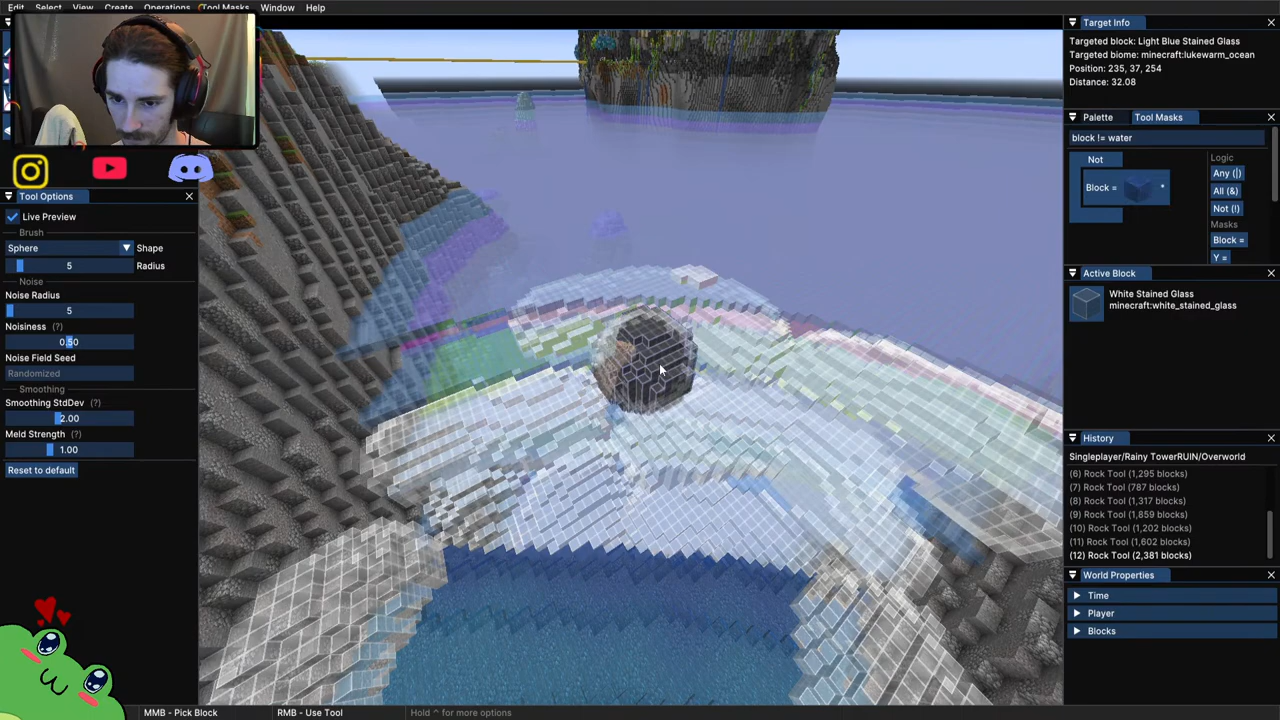 Edit Select View Create Operations Tool Masks Window Help
Target Info
Targeted block: Light Blue Stained Glass
Targeted biome: minecraft:lukewarm_ocean
Position: 235, 37, 254
Distance: 32.08
Palette Tool Masks
block != water
Not
Block =
Logic
Any (|)
All (&)
Not (!)
Masks
Block =
Y =
Tool Options
Live Preview
Brush
Sphere Shape
5 Radius
Noise
Noise Radius
5
Noisiness (?)
0.50
Noise Field Seed
Randomized
Smoothing
Smoothing StdDev (?)
2.00
Meld Strength (?)
1.00
Reset to default
Active Block
White Stained Glass
minecraft:white_stained_glass
History
Singleplayer/Rainy TowerRUIN/Overworld
(6) Rock Tool (1,295 blocks)
(7) Rock Tool (787 blocks)
(8) Rock Tool (1,317 blocks)
(9) Rock Tool (1,859 blocks)
(10) Rock Tool (1,202 blocks)
(11) Rock Tool (1,602 blocks)
(12) Rock Tool (2,381 blocks)
World Properties
Time
Player
Blocks
MMB - Pick Block RMB - Use Tool Hold ^ for more options